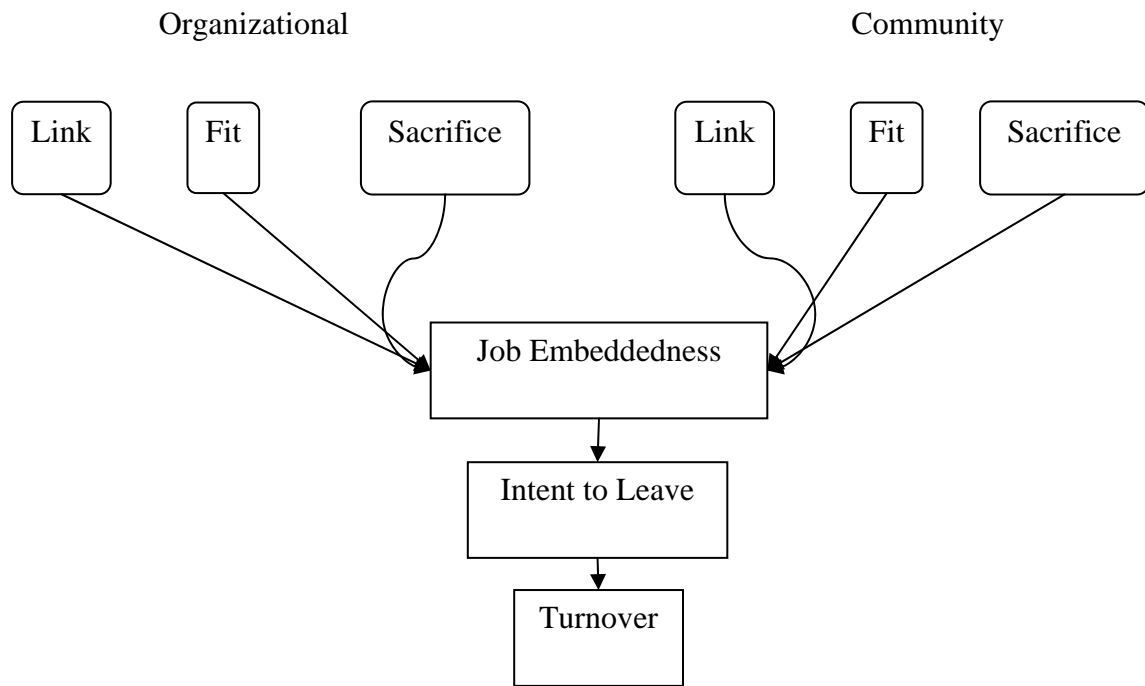 Organizational
Community
Link
Fit
Sacrifice
Link
Fit
Sacrifice
Job Embeddedness
Intent to Leave
Turnover